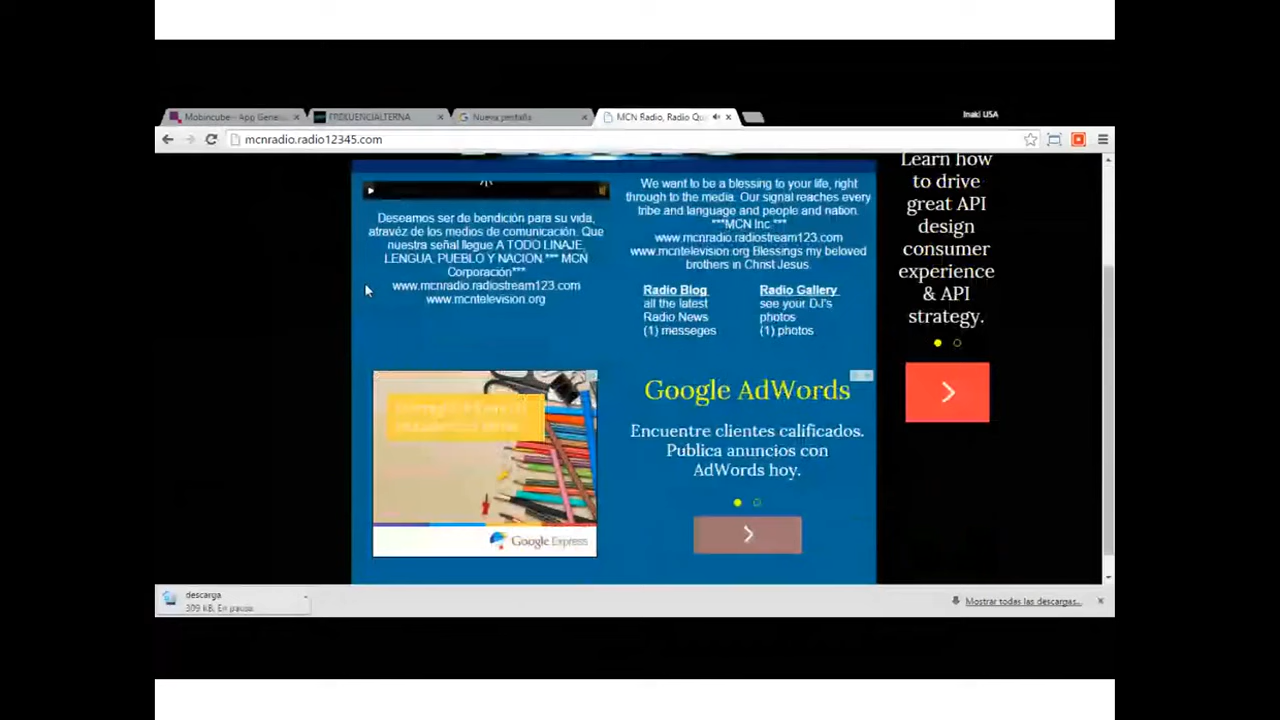 Mobincube - App Gene
FREKUENCIALTERNA
Nueva pestaña
MCN Radio, Radio Qu
Inaki USA
mcnradio.radio12345.com
Deseamos ser de bendición para su vida,
atravéz de los medios de comunicación. Que
nuestra señal llegue A TODO LINAJE,
LENGUA, PUEBLO Y NACION.*** MCN
Corporación***
www.mcnradio.radiostream123.com
www.mcntelevision.org
We want to be a blessing to your life, right
through to the media. Our signal reaches every
tribe and language and people and nation.
***MCN Inc.***
www.mcnradio.radiostream123.com
www.mcntelevision.org Blessings my beloved
brothers in Christ Jesus.
Radio Blog
all the latest
Radio News
(1) messeges
Radio Gallery
see your DJ's
photos
(1) photos
Google Express
Google AdWords
Encuentre clientes calificados.
Publica anuncios con
AdWords hoy.
Learn how
to drive
great API
design
consumer
experience
& API
strategy.
descarga
309 KB, En pausa
Mostrar todas las descargas...